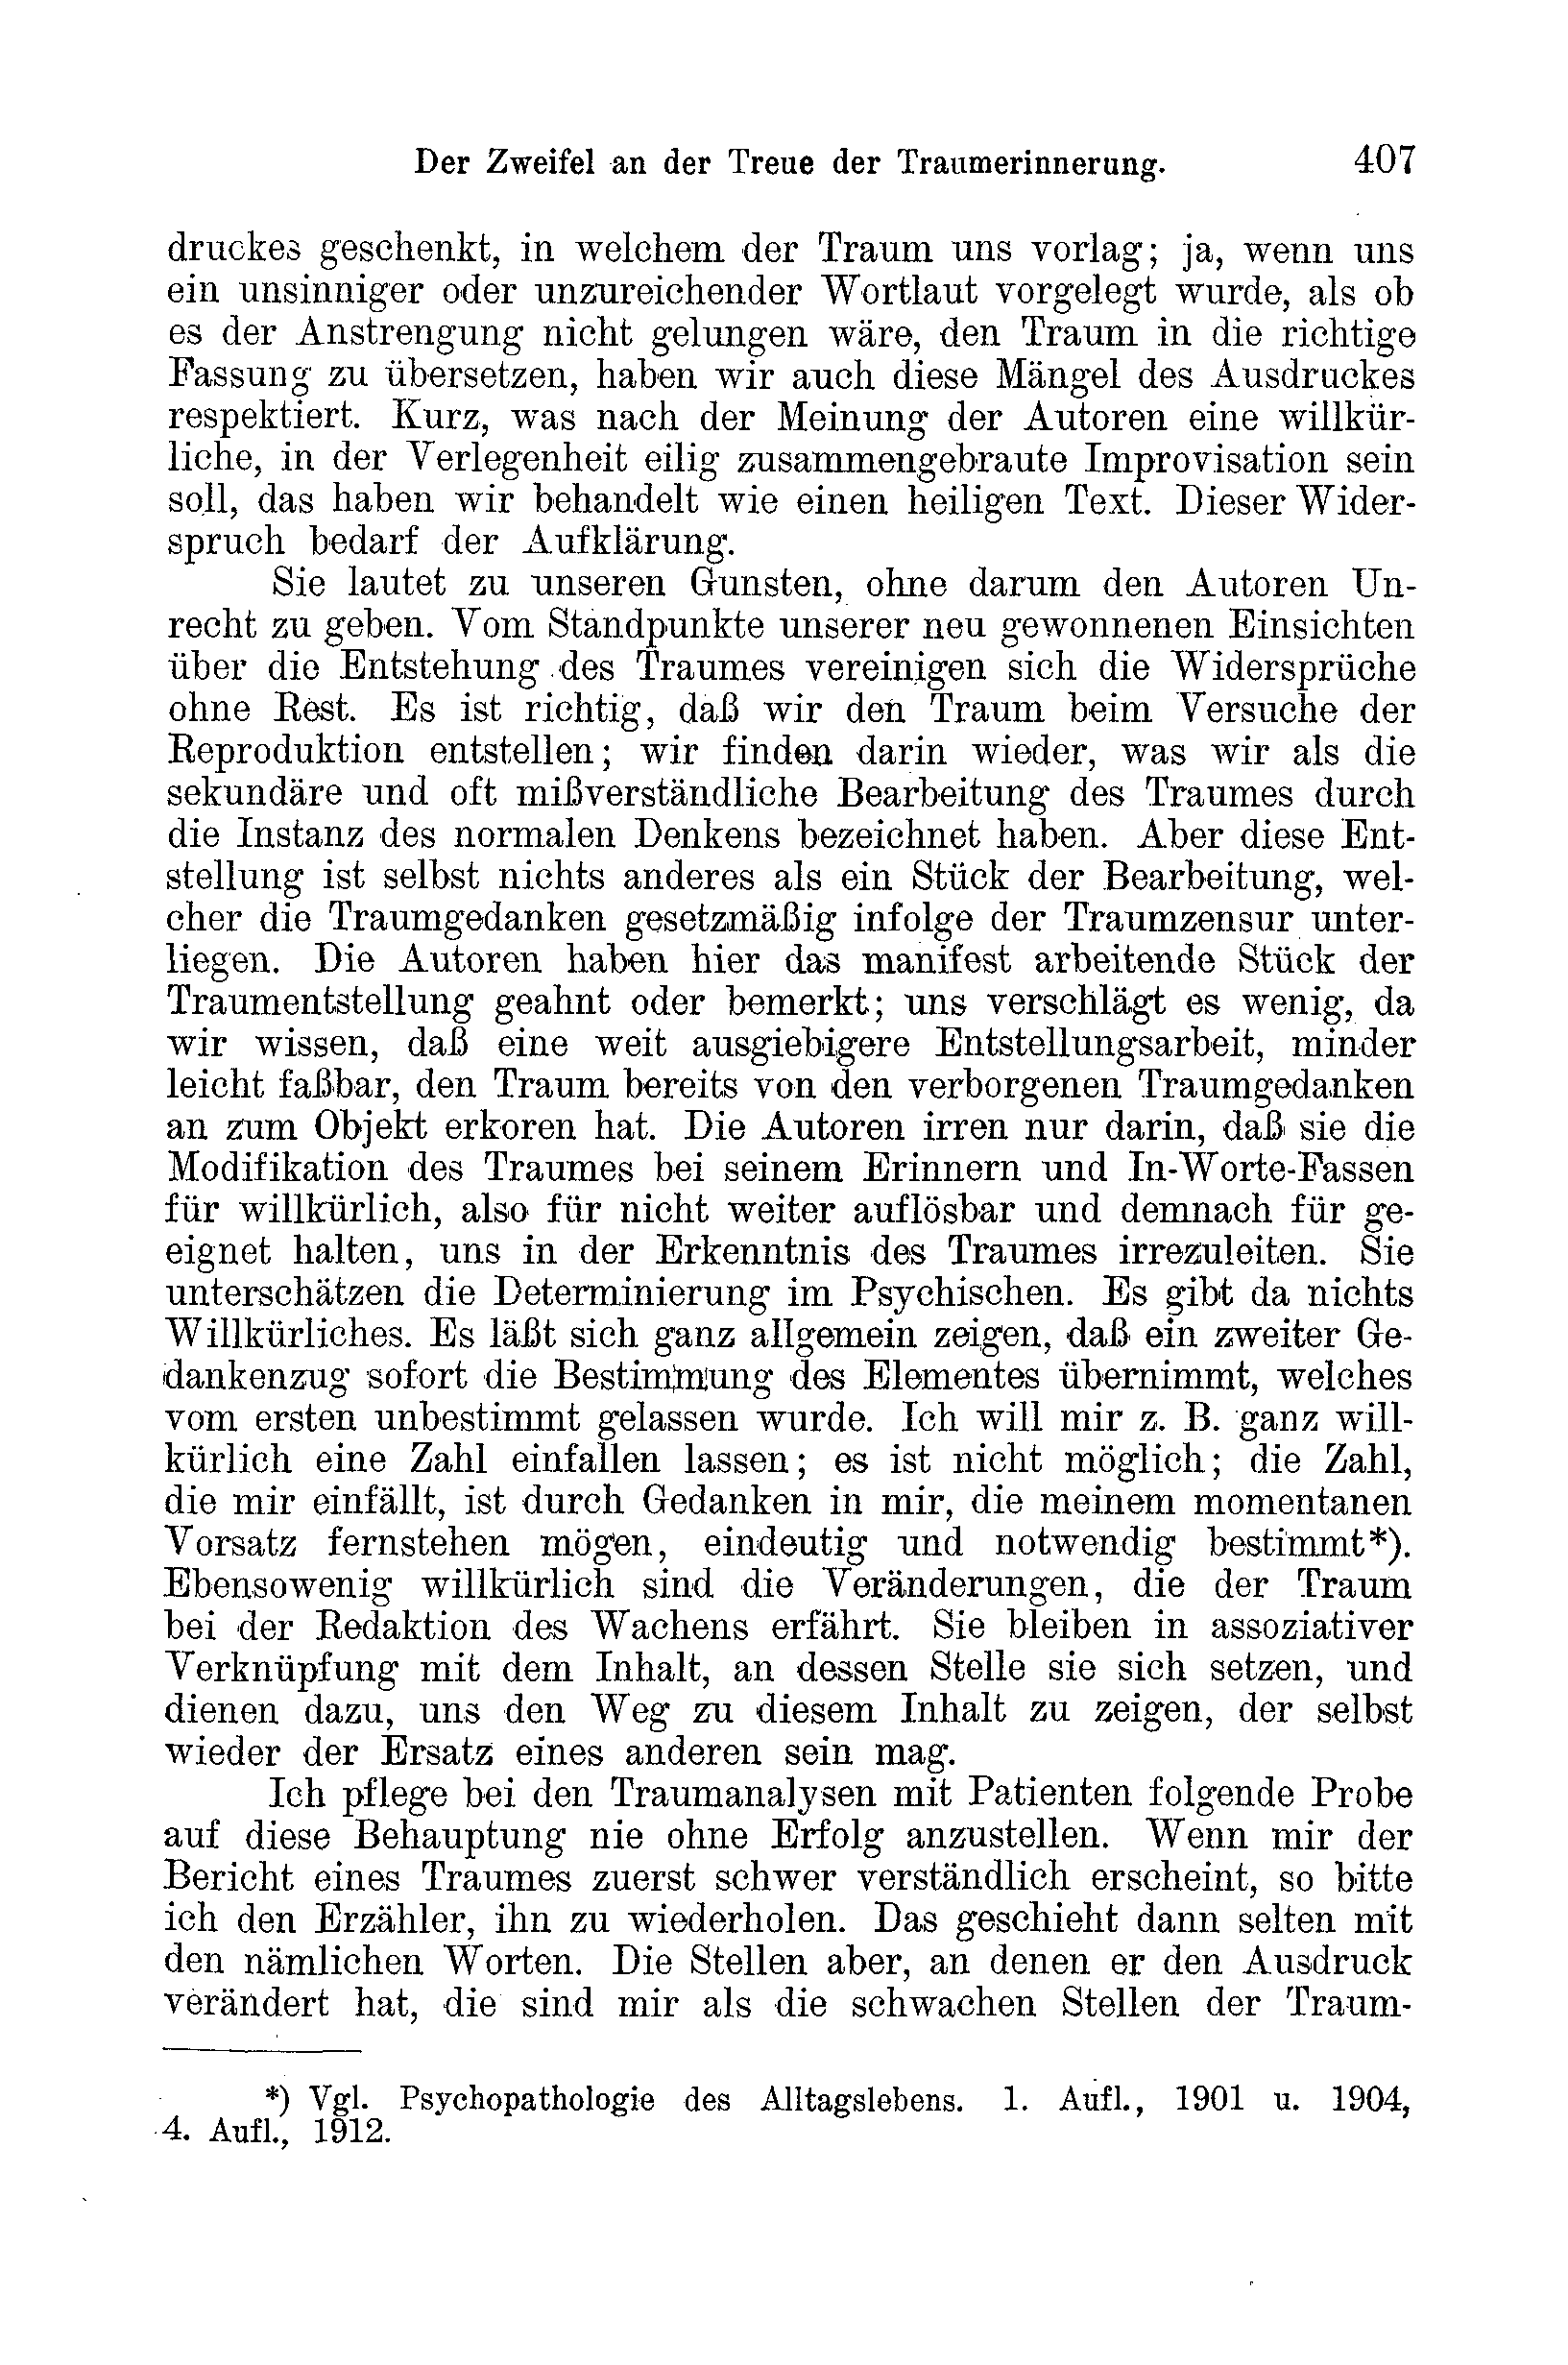 Der Zweifel an der Treue der Traumerinnerung. 407
druckes geschenkt, in welchem der Traum uns vorlag; ja, wenn uns
ein unsinniger oder unzureichender Wortlaut vorgelegt wurde, als ob
es der Anstrengung nicht gelungen wäre, den Traum in die richtige
Fassung zu übersetzen, haben wir auch diese Mängel des Ausdruckes
respektiert. Kurz, was nach der Meinung der Autoren eine willkür-
liche, in der Verlegenheit eilig zusammengebraute Improvisation sein
soll, das haben wir behandelt wie einen heiligen Text. Dieser Wider-
spruch bedarf der Aufklärung.
Sie lautet zu unseren Gunsten, ohne darum den Autoren Un-
recht zu geben. Vom Standpunkte unserer neu gewonnenen Einsichten
über die Entstehung des Traumes vereinigen sich die Widersprüche
ohne Rest. Es ist richtig, daß wir den Traum beim Versuche der
Reproduktion entstellen; wir finden darin wieder, was wir als die
sekundäre und oft mißverständliche Bearbeitung des Traumes durch
die Instanz des normalen Denkens bezeichnet haben. Aber diese Ent-
stellung ist selbst nichts anderes als ein Stück der Bearbeitung, wel-
cher die Traumgedanken gesetzmäßig infolge der Traumzensur unter-
liegen. Die Autoren haben hier das manifest arbeitende Stück der
Traumentstellung geahnt oder bemerkt; uns verschlägt es wenig, da
wir wissen, daß eine weit ausgiebigere Entstellungsarbeit, minder
leicht faßbar, den Traum bereits von den verborgenen Traumgedanken
an zum Objekt erkoren hat. Die Autoren irren nur darin, daß sie die
Modifikation des Traumes bei seinem Erinnern und In-Worte-Fassen
für willkürlich, also für nicht weiter auflösbar und demnach für ge-
eignet halten, uns in der Erkenntnis des Traumes irrezuleiten. Sie
unterschätzen die Determinierung im Psychischen. Es gibt da nichts
Willkürliches. Es läßt sich ganz allgemein zeigen, daß ein zweiter Ge-
dankenzug sofort die Bestimmung des Elementes übernimmt, welches
vom ersten unbestimmt gelassen wurde. Ich will mir z. B. ganz will-
kürlich eine Zahl einfallen lassen; es ist nicht möglich; die Zahl,
die mir einfällt, ist durch Gedanken in mir, die meinem momentanen
Vorsatz fernstehen mögen, eindeutig und notwendig bestimmt*).
Ebensowenig willkürlich sind die Veränderungen, die der Traum
bei der Redaktion des Wachens erfährt. Sie bleiben in assoziativer
Verknüpfung mit dem Inhalt, an dessen Stelle sie sich setzen, und
dienen dazu, uns den Weg zu diesem Inhalt zu zeigen, der selbst
wieder der Ersatz eines anderen sein mag.
Ich pflege bei den Traumanalysen mit Patienten folgende Probe
auf diese Behauptung nie ohne Erfolg anzustellen. Wenn mir der
Bericht eines Traumes zuerst schwer verständlich erscheint, so bitte
ich den Erzähler, ihn zu wiederholen. Das geschieht dann selten mit
den nämlichen Worten. Die Stellen aber, an denen er den Ausdruck
verändert hat, die sind mir als die schwachen Stellen der Traum-
*) Vgl. Psychopathologie des Alltagslebens. 1. Aufl., 1901 u. 1904,
4. Aufl., 1912.